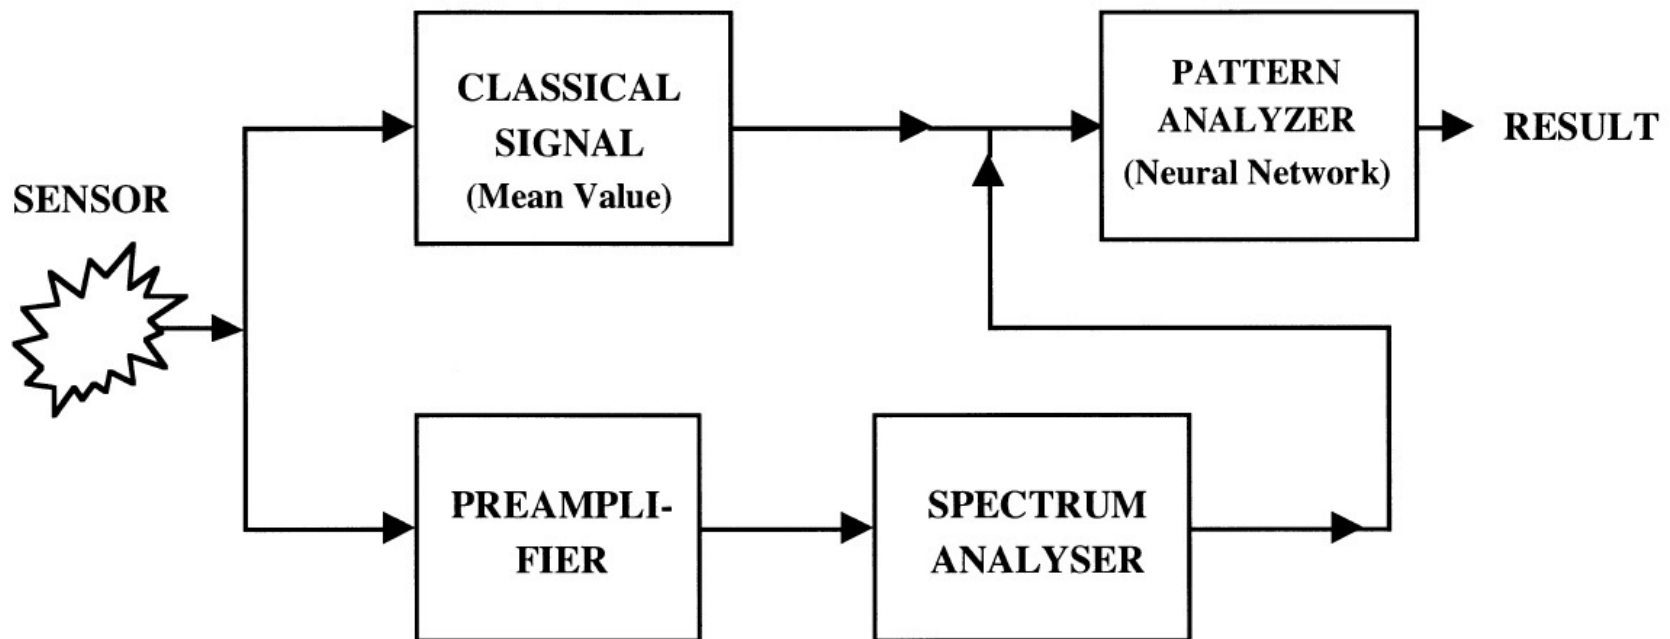 SENSOR
CLASSICAL
SIGNAL
(Mean Value)
PATTERN
ANALYZER
(Neural Network)
RESULT
PREAMPLI-
FIER
SPECTRUM
ANALYSER